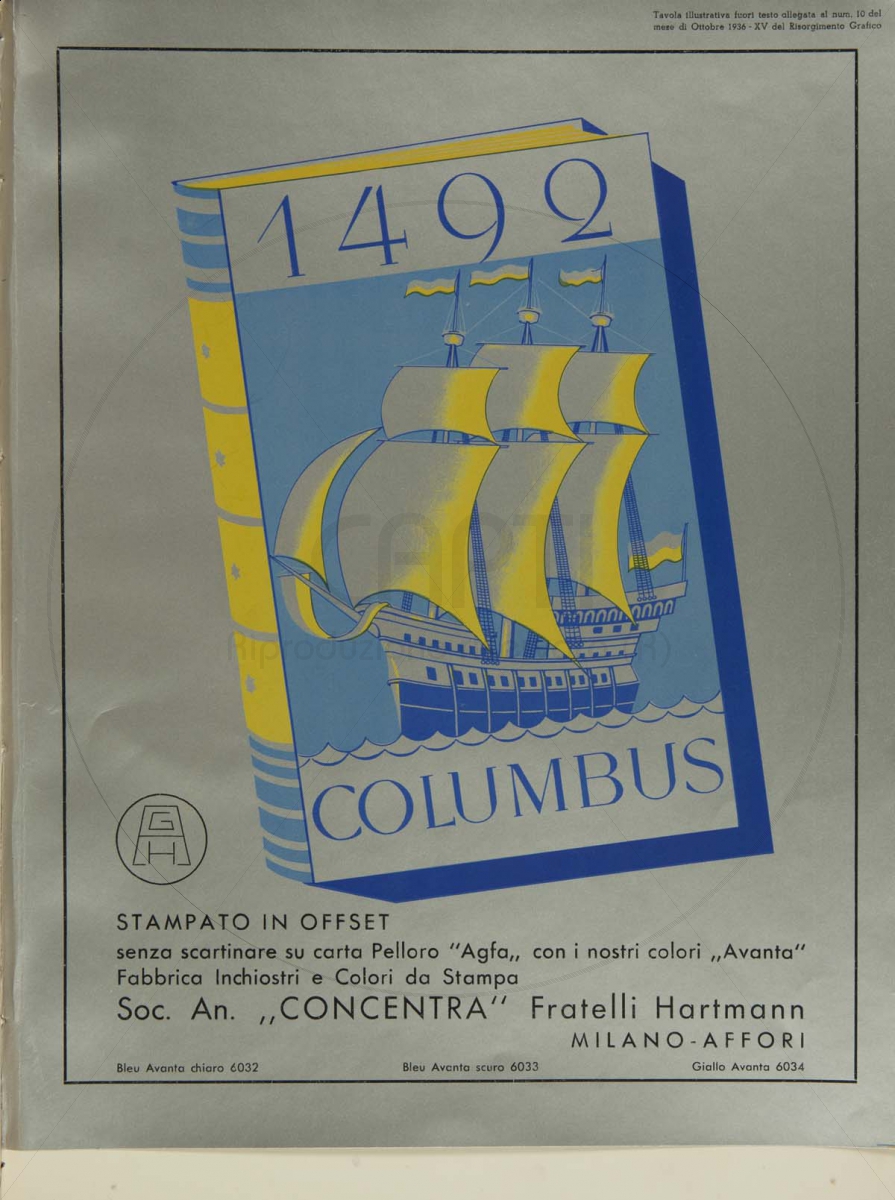 Tavola illustrativa fuori testo allegata al num. 10 del
mese di Ottobre 1936 - XV del Risorgimento Grafico
1492
COLUMBUS
AGH
STAMPATO IN OFFSET
senza scartinare su carta Pelloro “Agfa„ con i nostri colori „Avanta“
Fabbrica Inchiostri e Colori da Stampa
Soc. An. „CONCENTRA“ Fratelli Hartmann
MILANO-AFFORI
Bleu Avanta chiaro 6032 Bleu Avanta scuro 6033 Giallo Avanta 6034